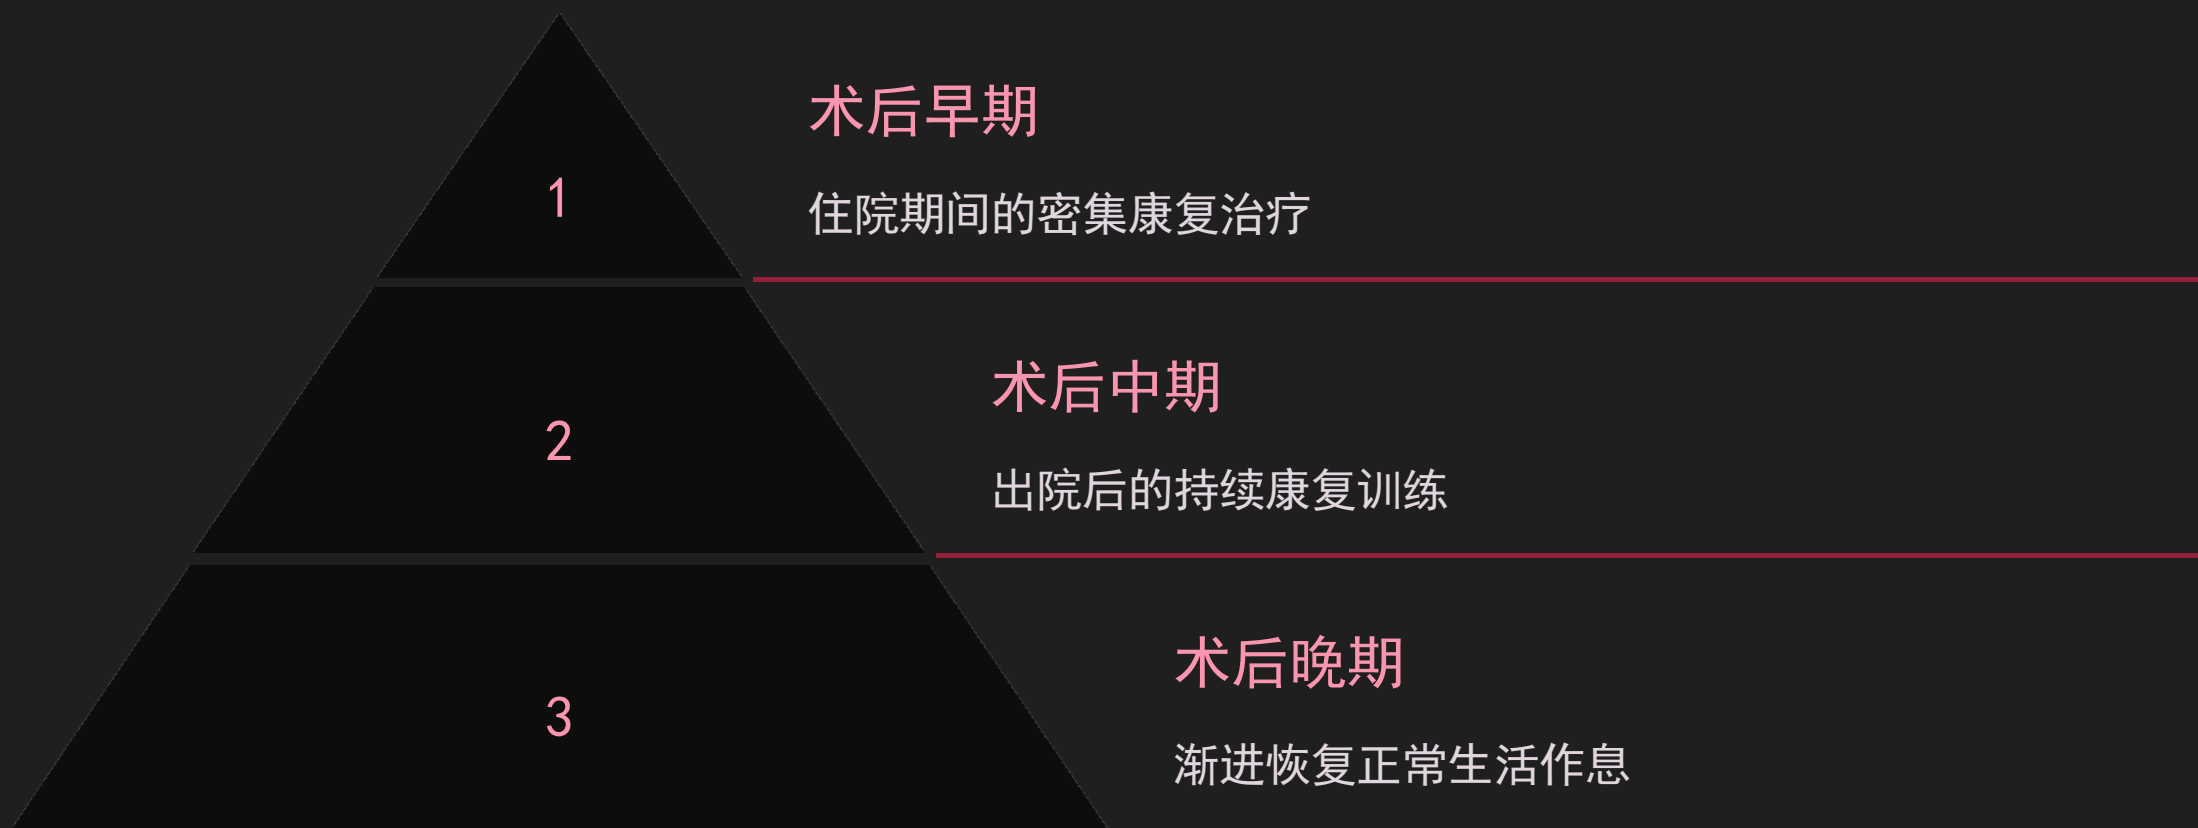 1
术后早期
住院期间的密集康复治疗
2
术后中期
出院后的持续康复训练
3
术后晚期
渐进恢复正常生活作息